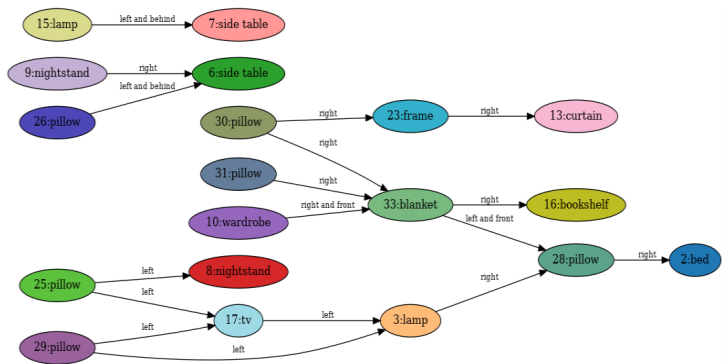 15:lamp
left and behind
7:side table
9:nightstand
right
6:side table
left and behind
26:pillow
30:pillow
right
23:frame
right
13:curtain
right
31:pillow
right
10:wardrobe
right and front
33:blanket
right
16:bookshelf
left and front
28:pillow
right
2:bed
25:pillow
left
8:nightstand
left
17:tv
left
3:lamp
right
29:pillow
left
left